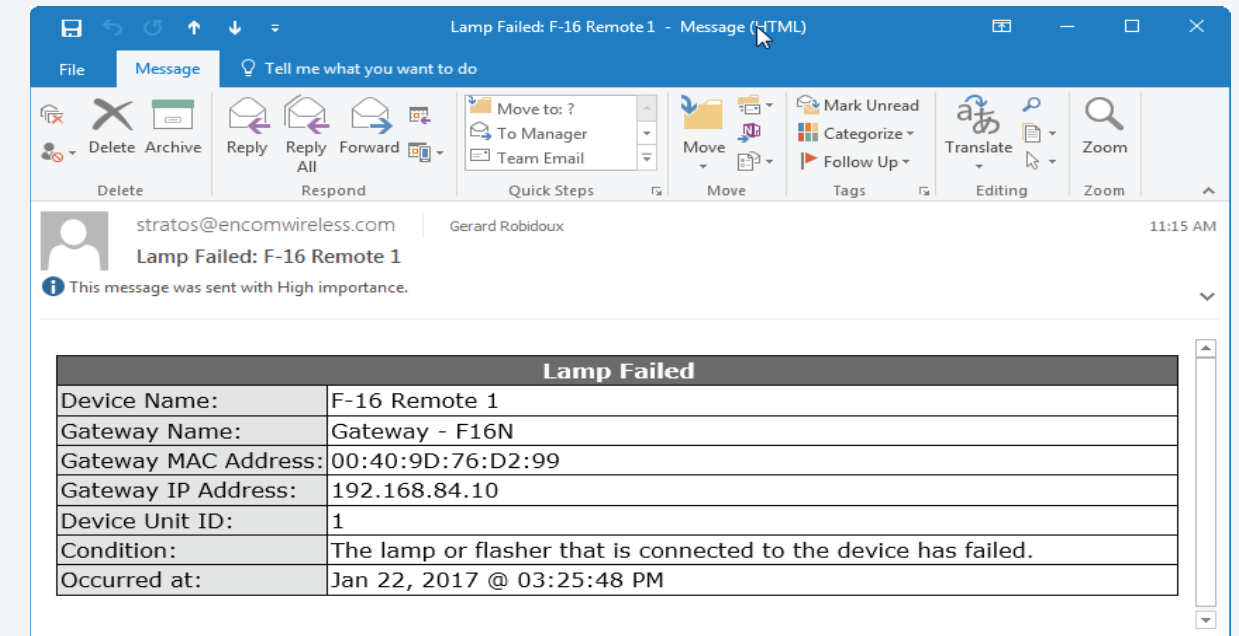 Lamp Failed: F-16 Remote 1 - Message (HTML)
File Message Tell me what you want to do
Delete Archive Reply Reply All Forward Move to: ? To Manager Team Email Move Mark Unread Categorize Follow Up Translate Zoom
Delete Respond Quick Steps Move Tags Editing Zoom
stratos@encomwireless.com Gerard Robidoux 11:15 AM
Lamp Failed: F-16 Remote 1
This message was sent with High importance.
Lamp Failed
Device Name: F-16 Remote 1
Gateway Name: Gateway - F16N
Gateway MAC Address: 00:40:9D:76:D2:99
Gateway IP Address: 192.168.84.10
Device Unit ID: 1
Condition: The lamp or flasher that is connected to the device has failed.
Occurred at: Jan 22, 2017 @ 03:25:48 PM